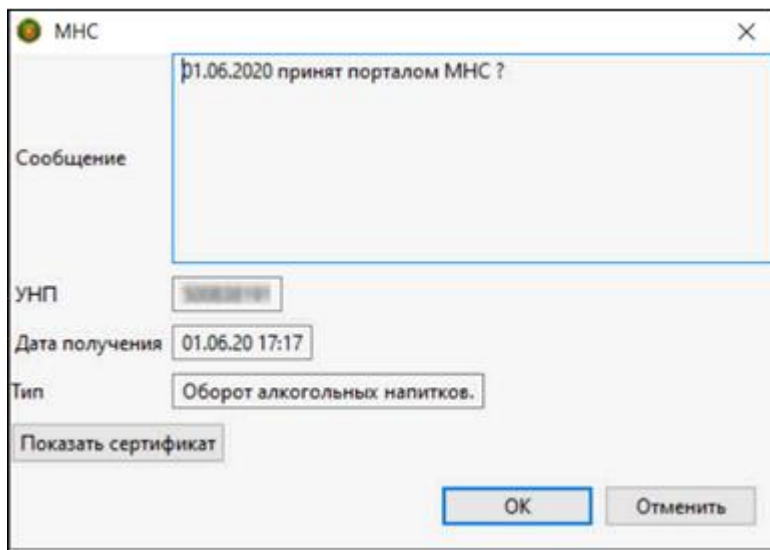 МНС
01.06.2020 принят порталом МНС ?
Сообщение
УНП
Дата получения 01.06.20 17:17
Тип Оборот алкогольных напитков.
Показать сертификат
ОК Отменить